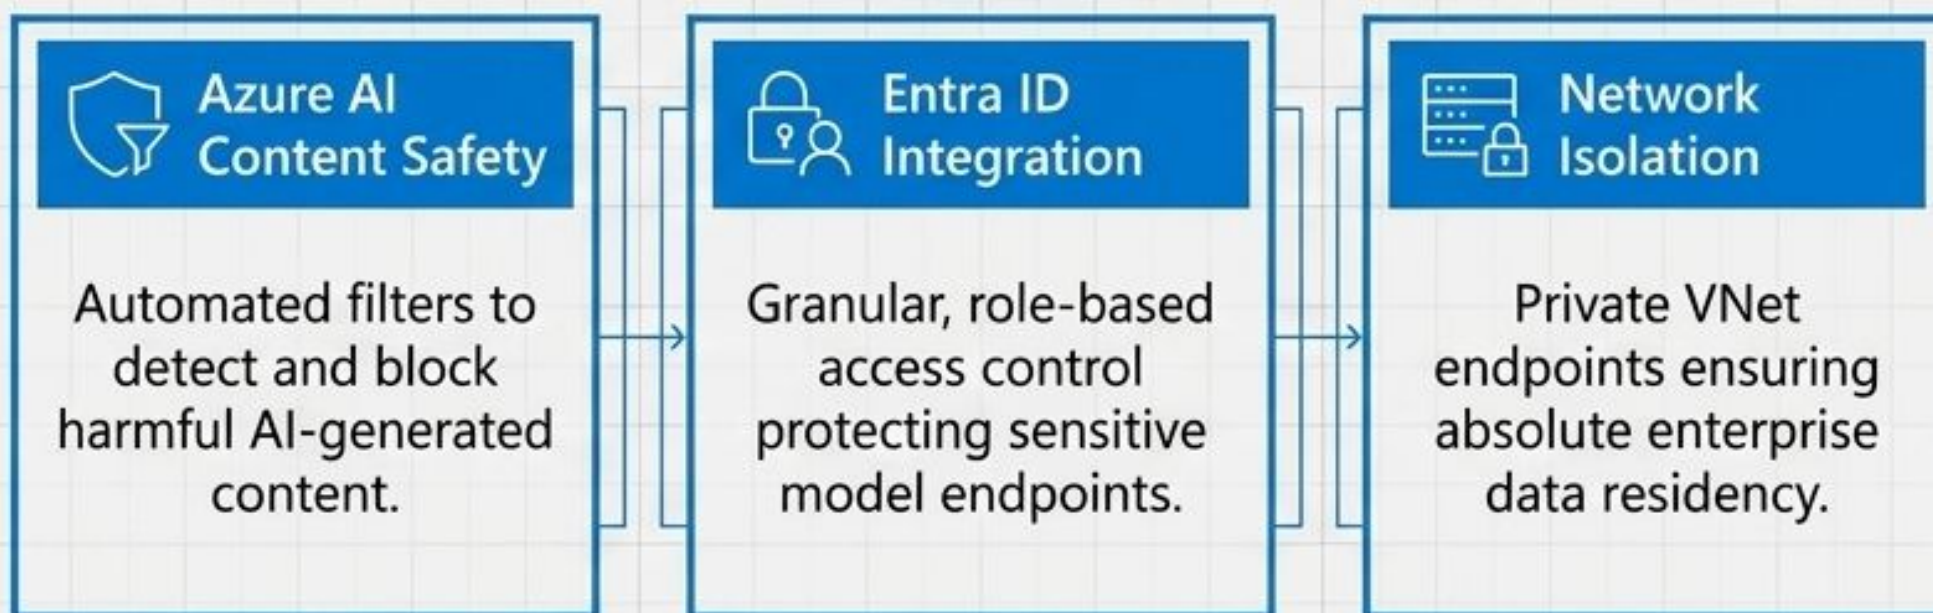 Azure AI
Content Safety
Automated filters to
detect and block
harmful AI-generated
content.
Entra ID
Integration
Granular, role-based
access control
protecting sensitive
model endpoints.
Network
Isolation
Private VNet
endpoints ensuring
absolute enterprise
data residency.